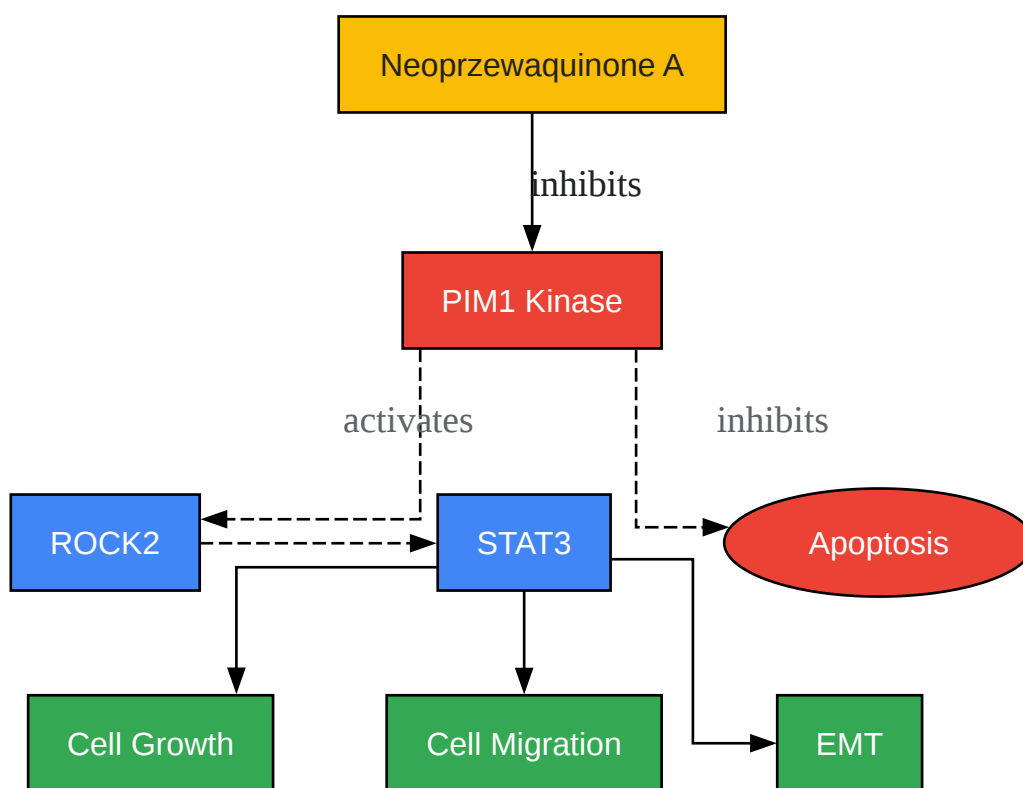 Neoprzewaquinone A
inhibits
PIM1 Kinase
activates
inhibits
ROCK2
STAT3
Apoptosis
Cell Growth
Cell Migration
EMT